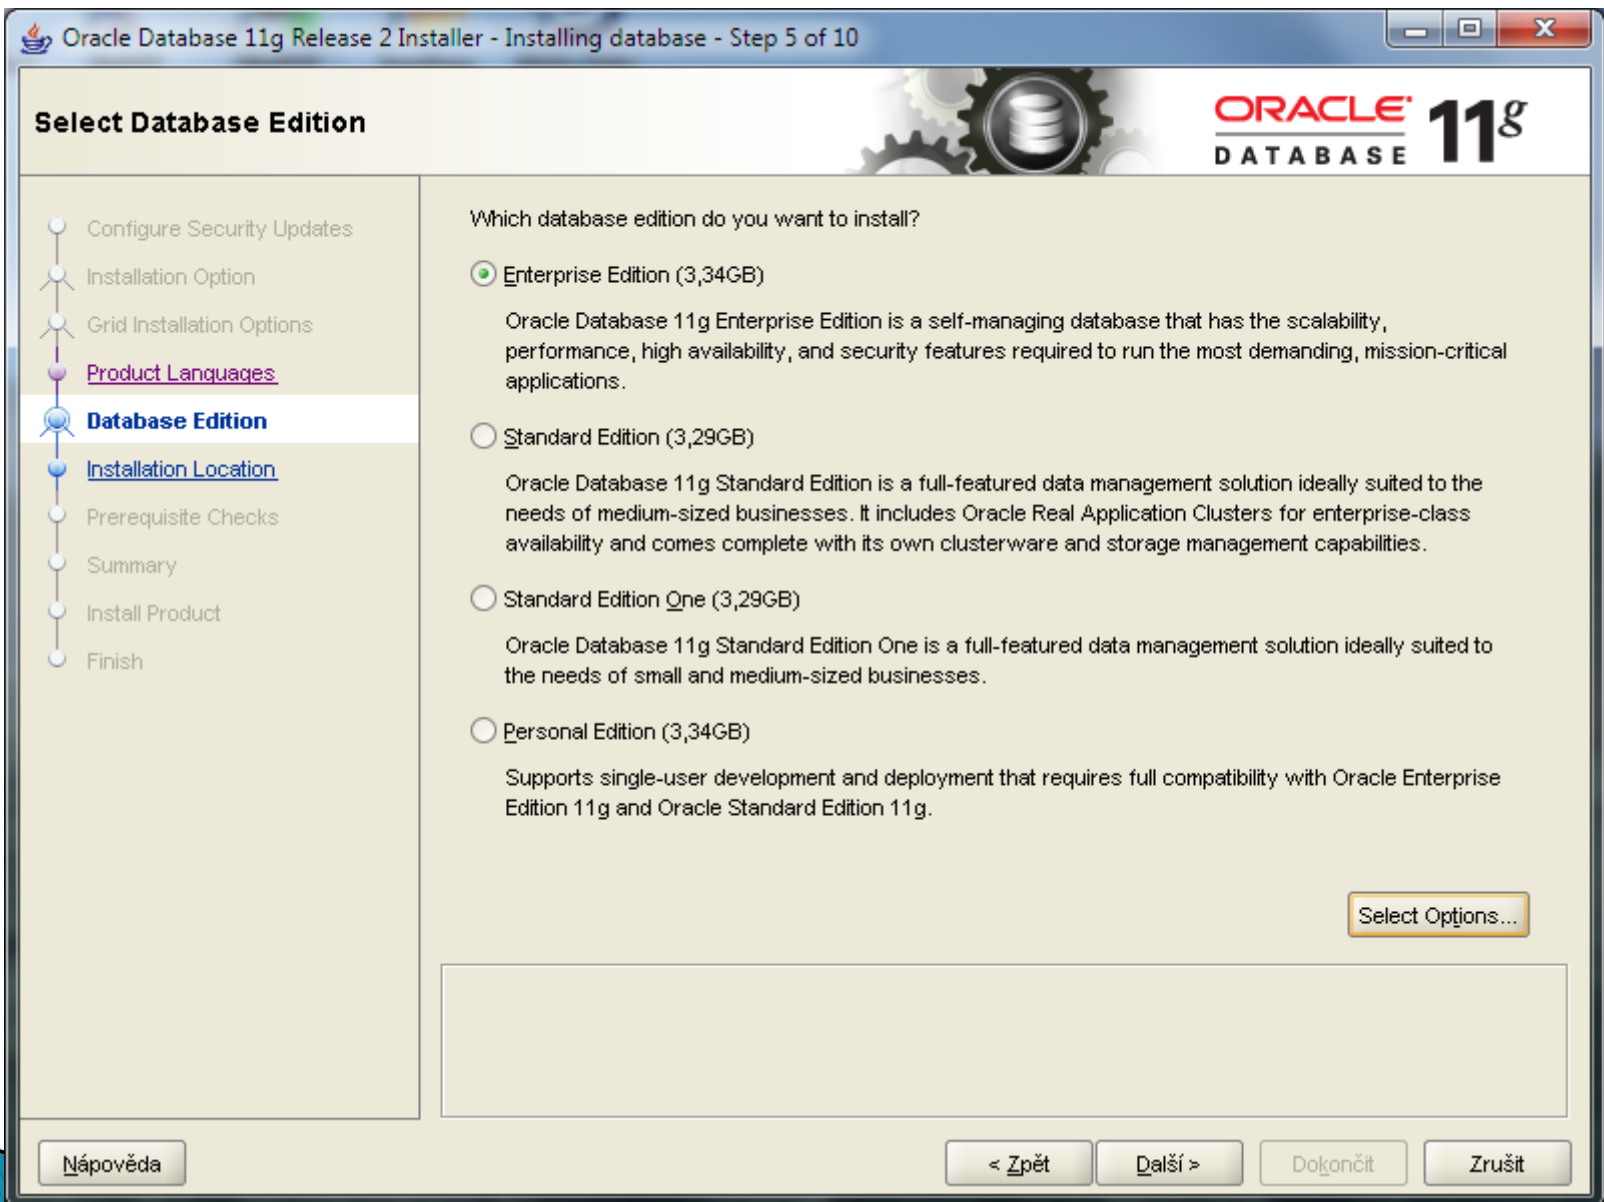 Oracle Database 11g Release 2 Installer - Installing database - Step 5 of 10
Select Database Edition
ORACLE
DATABASE
11g
Configure Security Updates
Installation Option
Grid Installation Options
Product Languages
Database Edition
Installation Location
Prerequisite Checks
Summary
Install Product
Finish
Which database edition do you want to install?
Enterprise Edition (3,34GB)
Oracle Database 11g Enterprise Edition is a self-managing database that has the scalability,
performance, high availability, and security features required to run the most demanding, mission-critical
applications.
Standard Edition (3,29GB)
Oracle Database 11g Standard Edition is a full-featured data management solution ideally suited to the
needs of medium-sized businesses. It includes Oracle Real Application Clusters for enterprise-class
availability and comes complete with its own clusterware and storage management capabilities.
Standard Edition One (3,29GB)
Oracle Database 11g Standard Edition One is a full-featured data management solution ideally suited to
the needs of small and medium-sized businesses.
Personal Edition (3,34GB)
Supports single-user development and deployment that requires full compatibility with Oracle Enterprise
Edition 11g and Oracle Standard Edition 11g.
Select Options...
Nápověda
< Zpět
Další >
Dokončit
Zrušit